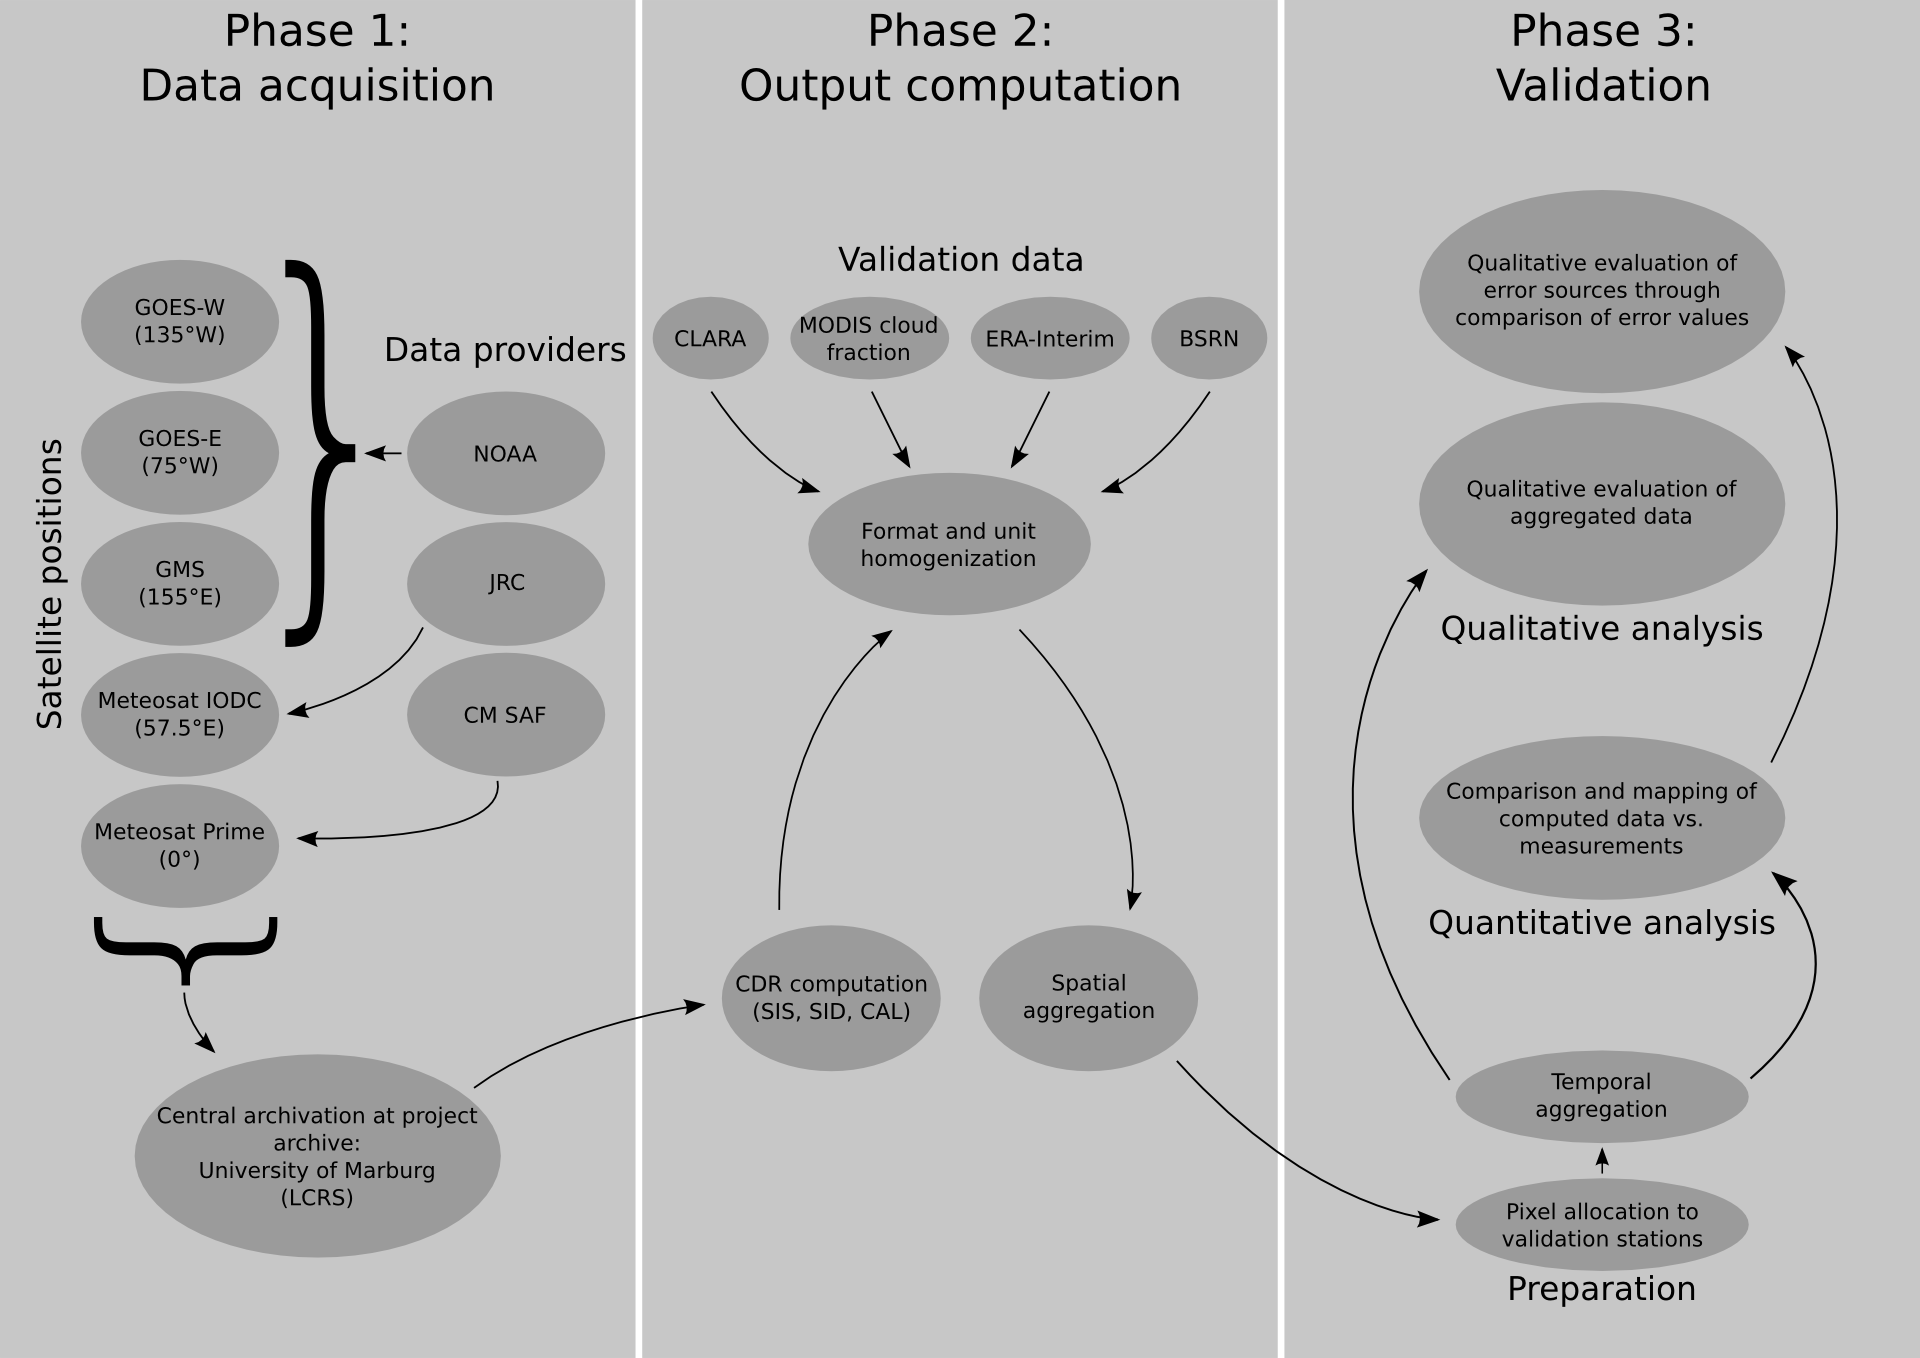 Phase 1:
Data acquisition
Satellite positions
GOES-W
(135°W)
GOES-E
(75°W)
GMS
(155°E)
Meteosat IODC
(57.5°E)
Meteosat Prime
(0°)
Data providers
NOAA
JRC
CM SAF
Central archivation at project
archive:
University of Marburg
(LCRS)
Phase 2:
Output computation
Validation data
CLARA
MODIS cloud
fraction
ERA-Interim
BSRN
Format and unit
homogenization
CDR computation
(SIS, SID, CAL)
Spatial
aggregation
Phase 3:
Validation
Qualitative evaluation of
error sources through
comparison of error values
Qualitative evaluation of
aggregated data
Qualitative analysis
Comparison and mapping of
computed data vs.
measurements
Quantitative analysis
Temporal
aggregation
Pixel allocation to
validation stations
Preparation